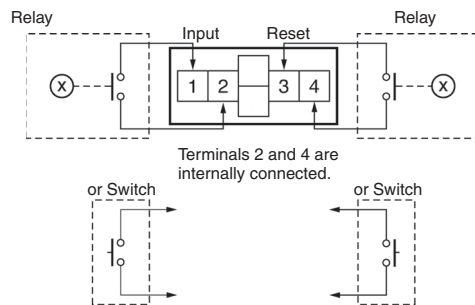 Relay
Relay
Input
Reset
X
1 2 3 4
X
Terminals 2 and 4 are
internally connected.
or Switch
or Switch